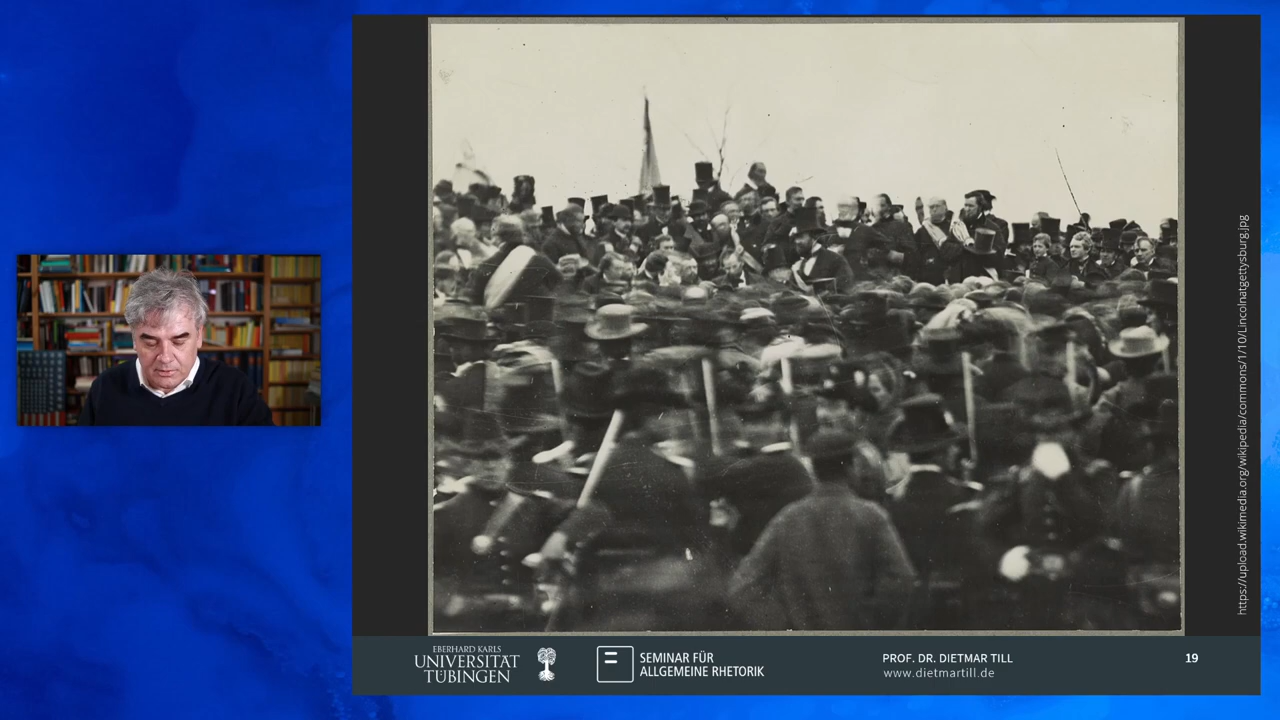 https://upload.wikimedia.org/wikipedia/commons/1/10/Lincolnatgettysburg.jpg
EBERHARD KARLS
UNIVERSITÄT
TÜBINGEN
SEMINAR FÜR
ALLGEMEINE RHETORIK
PROF. DR. DIETMAR TILL
www.dietmartill.de
19